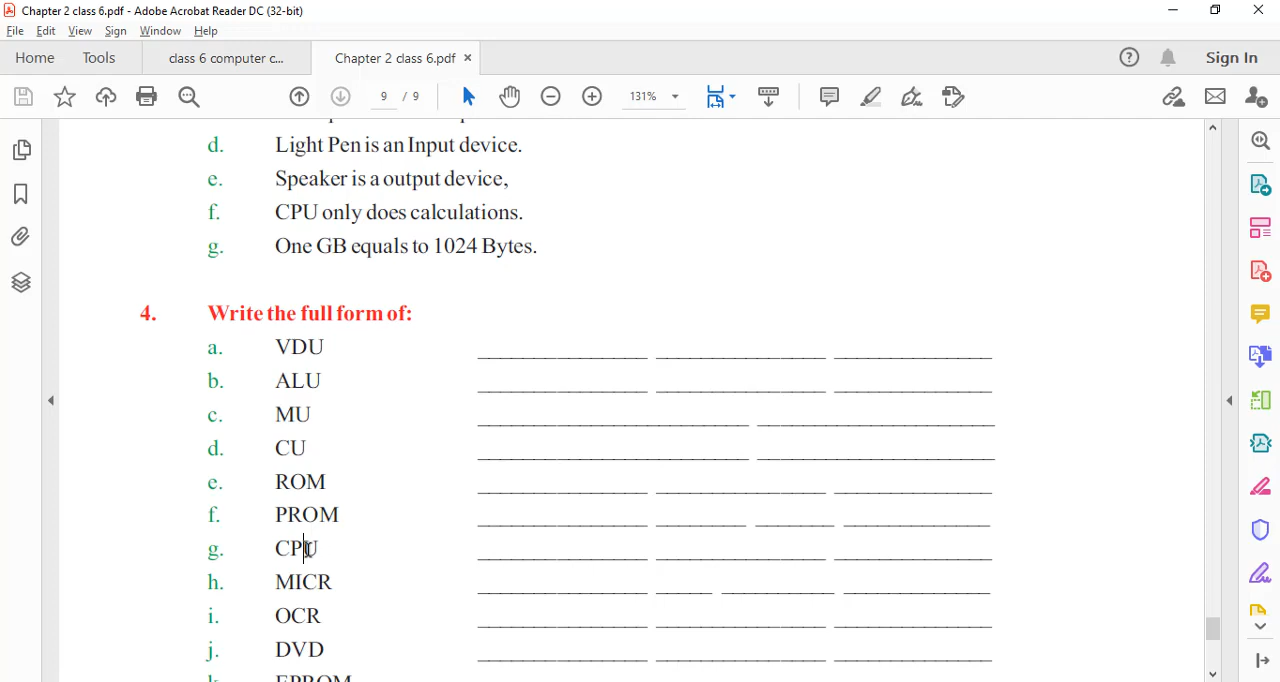 Chapter 2 class 6.pdf - Adobe Acrobat Reader DC (32-bit)
File Edit View Sign Window Help
Home Tools class 6 computer c... Chapter 2 class 6.pdf × Sign In
9 / 9 131%
d. Light Pen is an Input device.
e. Speaker is a output device,
f. CPU only does calculations.
g. One GB equals to 1024 Bytes.
4. Write the full form of:
a. VDU
b. ALU
c. MU
d. CU
e. ROM
f. PROM
g. CPU
h. MICR
i. OCR
j. DVD
k. EPROM